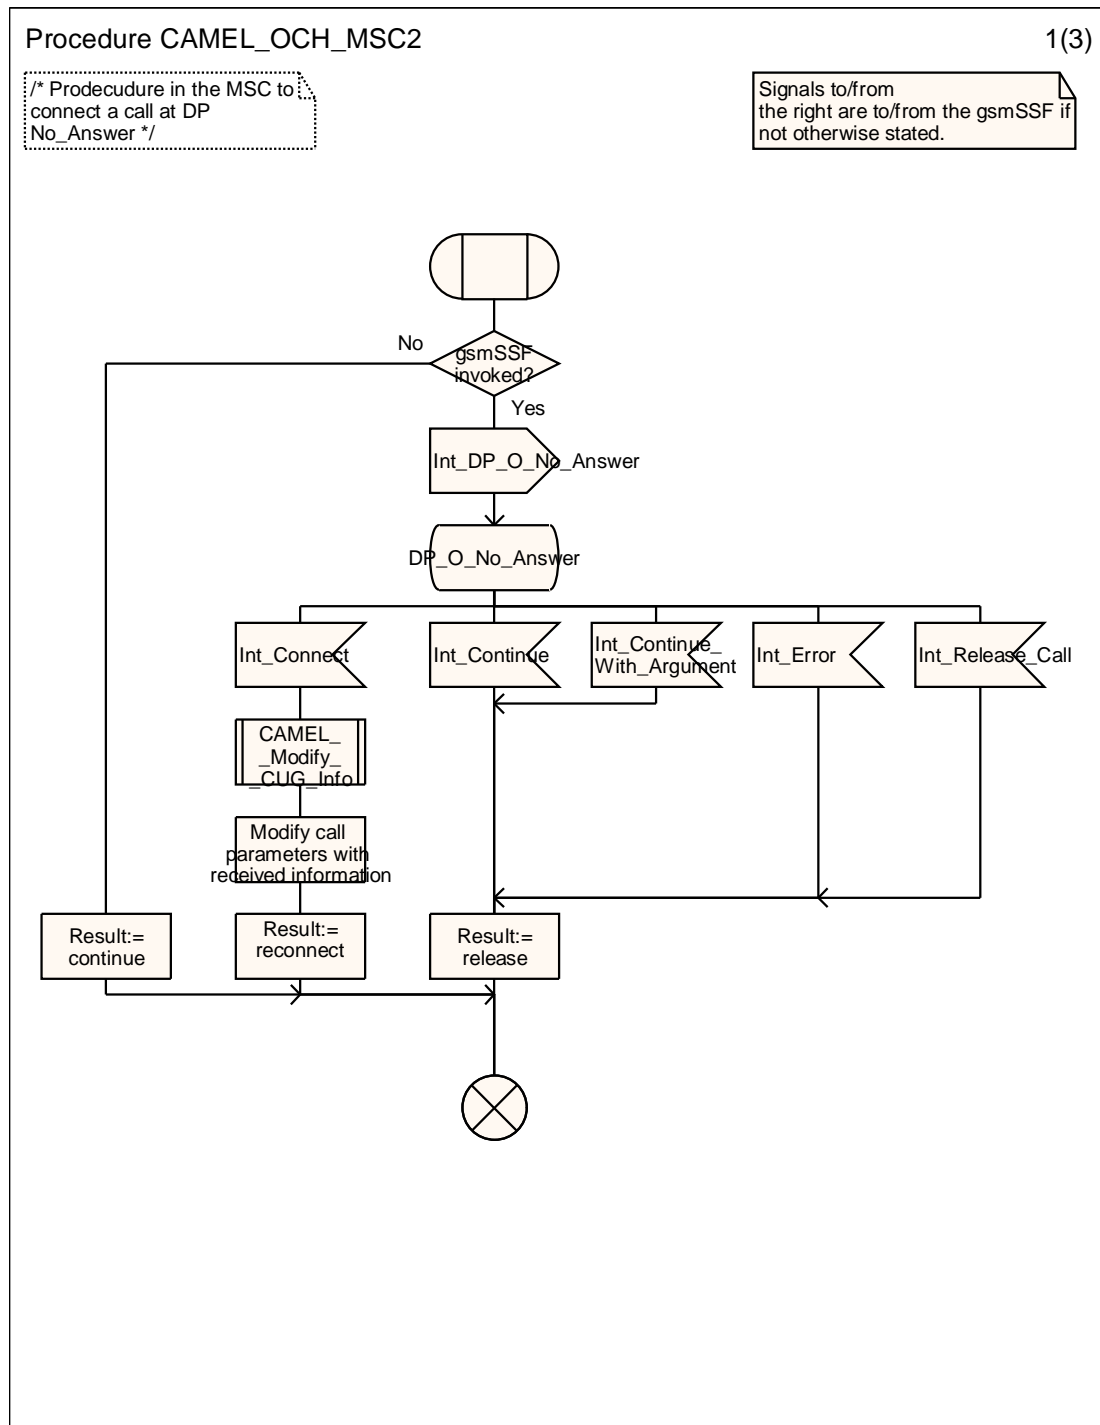 Procedure CAMEL_OCH_MSC2
1(3)
/* Prodecudure in the MSC to
connect a call at DP
No_Answer */
Signals to/from
the right are to/from the gsmSSF if
not otherwise stated.
No
gsmSSF
invoked?
Yes
Int_DP_O_No_Answer
DP_O_No_Answer
Int_Connect
Int_Continue
Int_Continue_
With_Argument
Int_Error
Int_Release_Call
CAMEL_
_Modify_
_CUG_Info
Modify call
parameters with
received information
Result:=
continue
Result:=
reconnect
Result:=
release